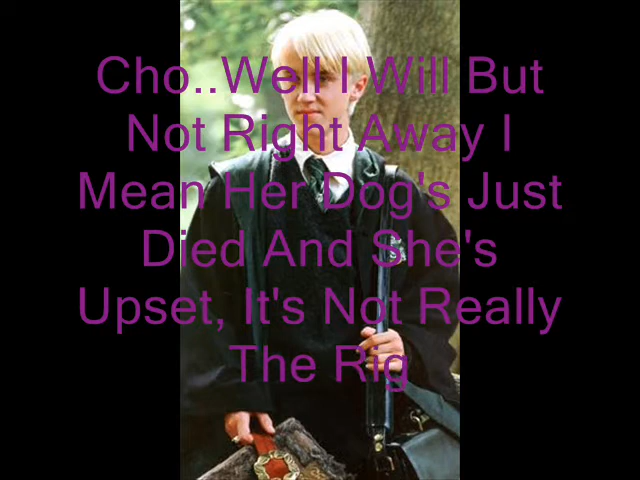 Cho..Well I Will But
Not Right Away I
Mean Her Dog's Just
Died And She's
Upset, It's Not Really
The Rig